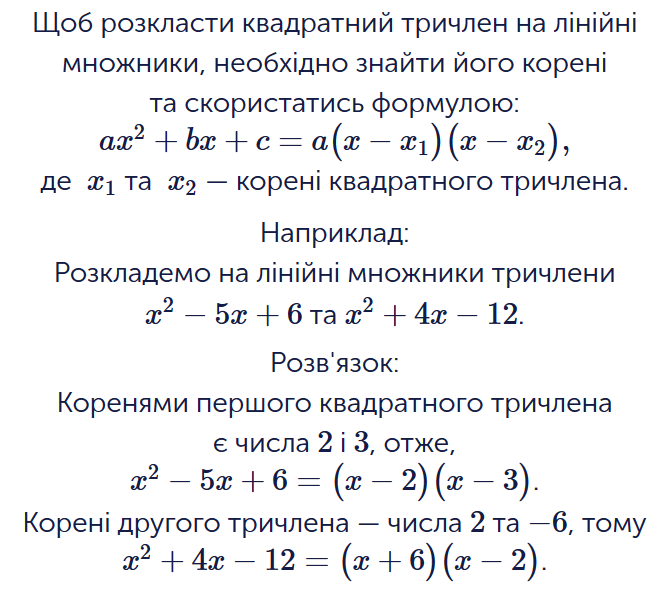 Щоб розкласти квадратний тричлен на лінійні
множники, необхідно знайти його корені
та скористатись формулою:
ax² + bx + c = a(x − x₁)(x − x₂),
де x₁ та x₂ — корені квадратного тричлена.
Наприклад:
Розкладемо на лінійні множники тричлени
x² − 5x + 6 та x² + 4x − 12.
Розв'язок:
Коренями першого квадратного тричлена
є числа 2 і 3, отже,
x² − 5x + 6 = (x − 2)(x − 3).
Корені другого тричлена — числа 2 та −6, тому
x² + 4x − 12 = (x + 6)(x − 2).